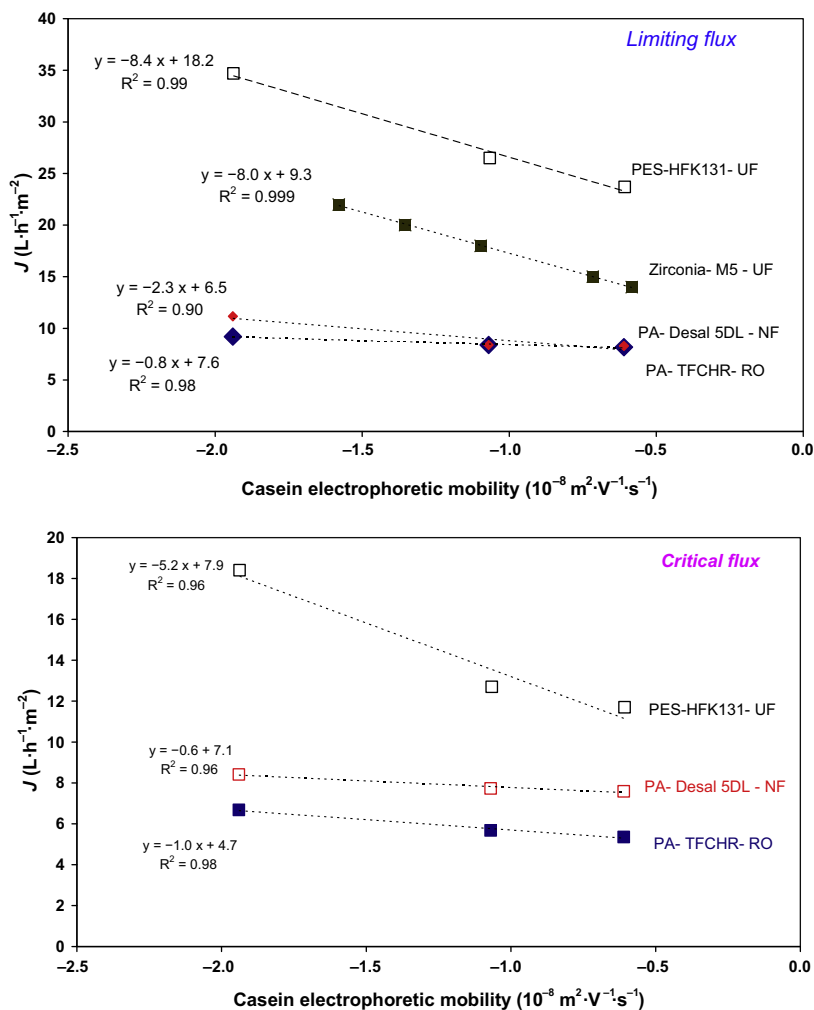 40
35
30
25
20
15
10
5
0
J (L·h⁻¹·m⁻²)
Limiting flux
y = −8.4 x + 18.2
R² = 0.99
PES-HFK131- UF
y = −8.0 x + 9.3
R² = 0.999
Zirconia- M5 - UF
y = −2.3 x + 6.5
R² = 0.90
PA- Desal 5DL - NF
y = −0.8 x + 7.6
R² = 0.98
PA- TFCHR- RO
−2.5 −2.0 −1.5 −1.0 −0.5 0.0
Casein electrophoretic mobility (10⁻⁸ m²·V⁻¹·s⁻¹)
20
18
16
14
12
10
8
6
4
2
0
J (L·h⁻¹·m⁻²)
Critical flux
y = −5.2 x + 7.9
R² = 0.96
PES-HFK131- UF
y = −0.6 + 7.1
R² = 0.96
PA- Desal 5DL - NF
y = −1.0 x + 4.7
R² = 0.98
PA- TFCHR- RO
−2.5 −2.0 −1.5 −1.0 −0.5 0.0
Casein electrophoretic mobility (10⁻⁸ m²·V⁻¹·s⁻¹)